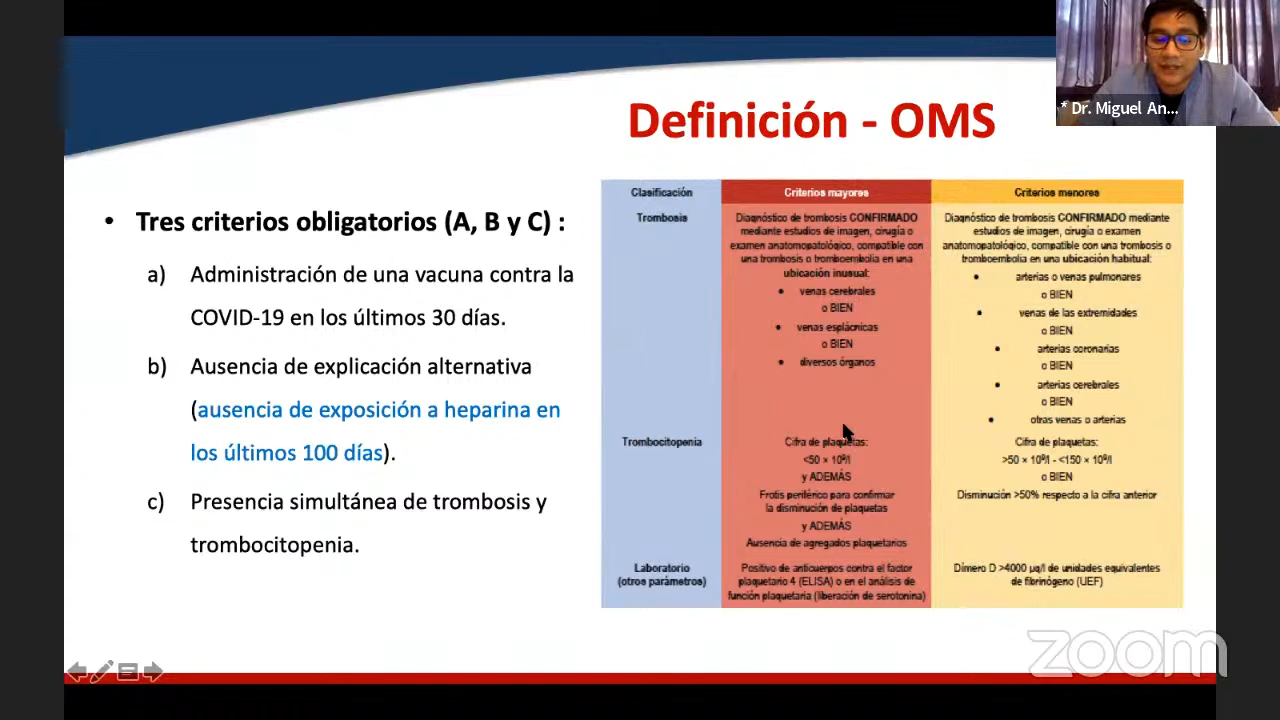 * Dr. Miguel An...
Definición - OMS
• Tres criterios obligatorios (A, B y C) :
a) Administración de una vacuna contra la
COVID-19 en los últimos 30 días.
b) Ausencia de explicación alternativa
(ausencia de exposición a heparina en
los últimos 100 días).
c) Presencia simultánea de trombosis y
trombocitopenia.
Clasificación
Criterios mayores
Criterios menores
Trombosis
Diagnóstico de trombosis CONFIRMADO
mediante estudios de imagen, cirugía o
examen anatomopatológico, compatible con
una trombosis o tromboembolia en una
ubicación inusual:
• venas cerebrales
o BIEN
• venas esplácnicas
o BIEN
• diversos órganos
Diagnóstico de trombosis CONFIRMADO mediante
estudios de imagen, cirugía o examen
anatomopatológico, compatible con una trombosis o
tromboembolia en una ubicación habitual:
• arterias o venas pulmonares
o BIEN
• venas de las extremidades
o BIEN
• arterias coronarias
o BIEN
• arterias cerebrales
o BIEN
• otras venas o arterias
Trombocitopenia
Cifra de plaquetas:
<50 × 10⁹/l
y ADEMÁS
Frotis periférico para confirmar
la disminución de plaquetas
y ADEMÁS
Ausencia de agregados plaquetarios
Cifra de plaquetas:
>50 × 10⁹/l - <150 × 10⁹/l
o BIEN
Disminución >50% respecto a la cifra anterior
Laboratorio
(otros parámetros)
Positivo de anticuerpos contra el factor
plaquetario 4 (ELISA) o en el análisis de
función plaquetaria (liberación de serotonina)
Dímero D >4000 µg/l de unidades equivalentes
de fibrinógeno (UEF)
zoom